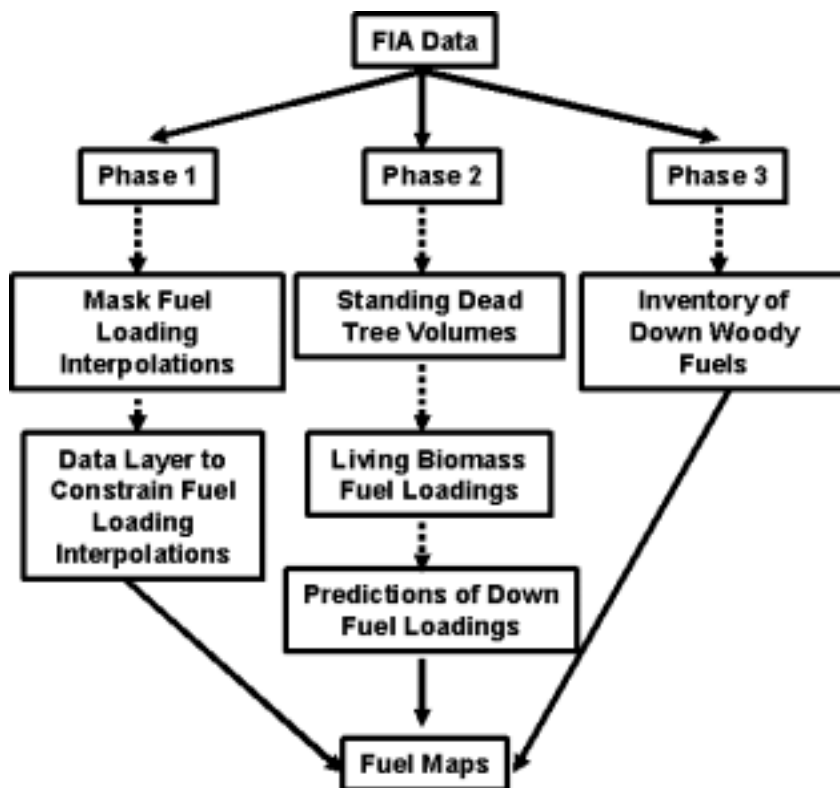 FIA Data
Phase 1
Phase 2
Phase 3
Mask Fuel
Loading
Interpolations
Standing Dead
Tree Volumes
Inventory of
Down Woody
Fuels
Data Layer to
Constrain Fuel
Loading
Interpolations
Living Biomass
Fuel Loadings
Predictions of Down
Fuel Loadings
Fuel Maps